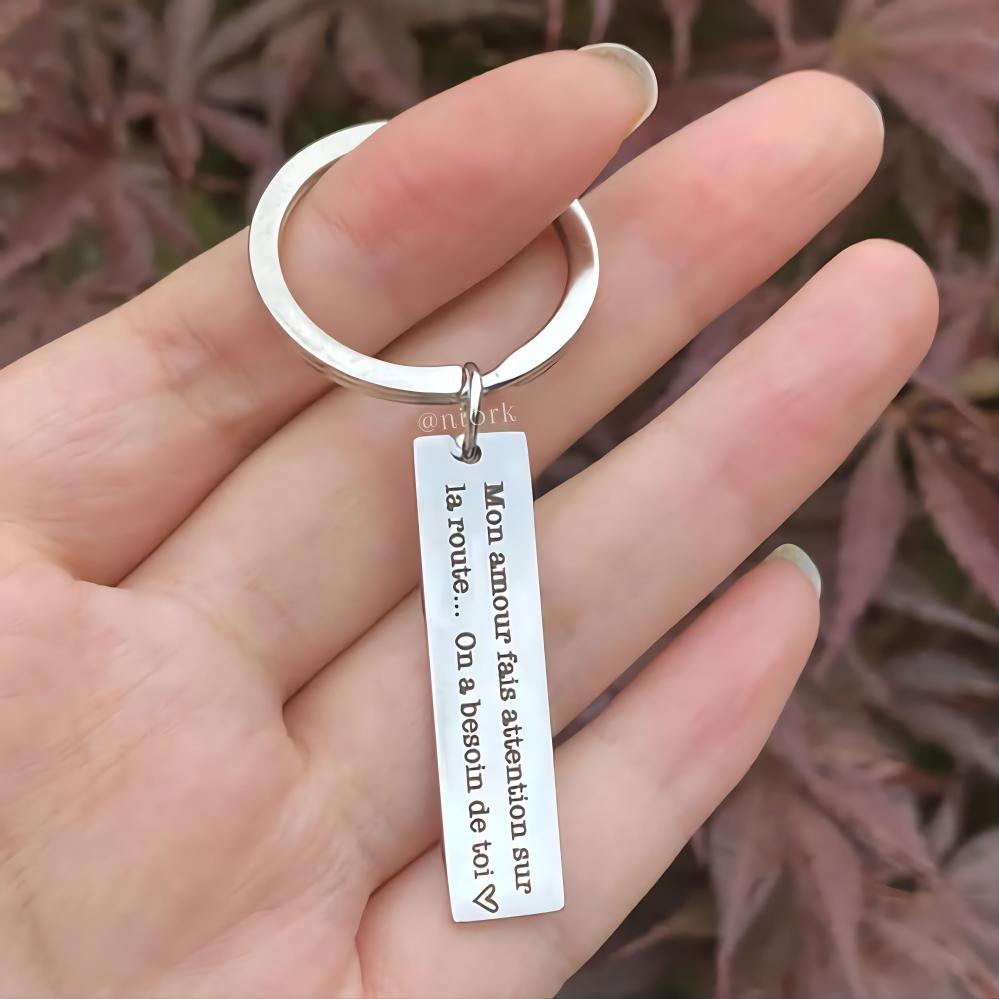 @niork
Mon amour fais attention sur
la route... On a besoin de toi ♡